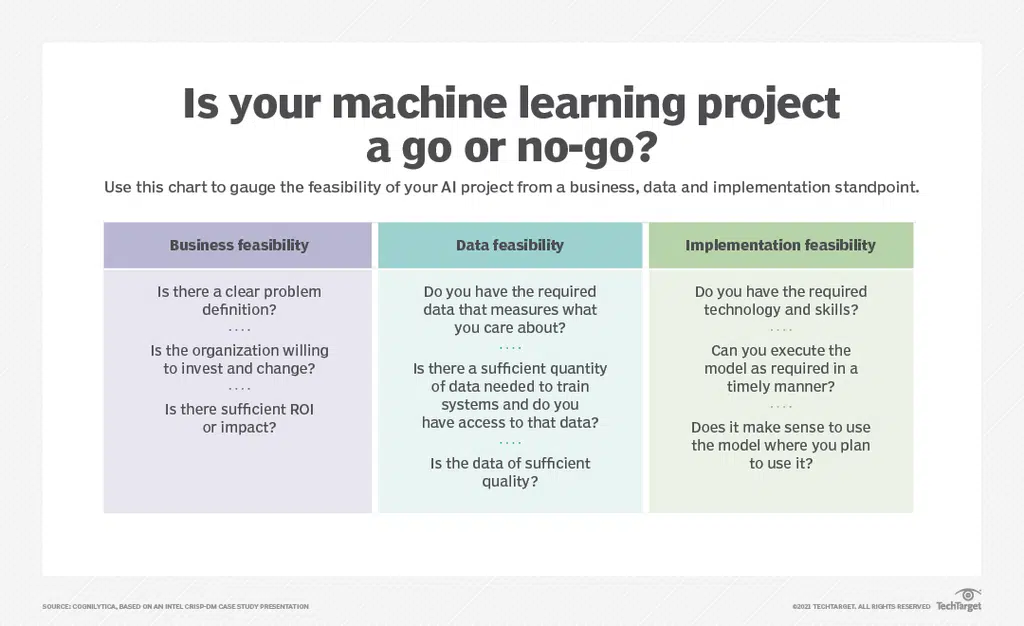 Is your machine learning project
a go or no-go?
Use this chart to gauge the feasibility of your AI project from a business, data and implementation standpoint.
Business feasibility
Is there a clear problem
definition?
Is the organization willing
to invest and change?
Is there sufficient ROI
or impact?
Data feasibility
Do you have the required
data that measures what
you care about?
Is there a sufficient quantity
of data needed to train
systems and do you
have access to that data?
Is the data of sufficient
quality?
Implementation feasibility
Do you have the required
technology and skills?
Can you execute the
model as required in a
timely manner?
Does it make sense to use
the model where you plan
to use it?
SOURCE: COGNILYTICA, BASED ON AN INTEL CRISP-DM CASE STUDY PRESENTATION
©2021 TECHTARGET. ALL RIGHTS RESERVED TechTarget